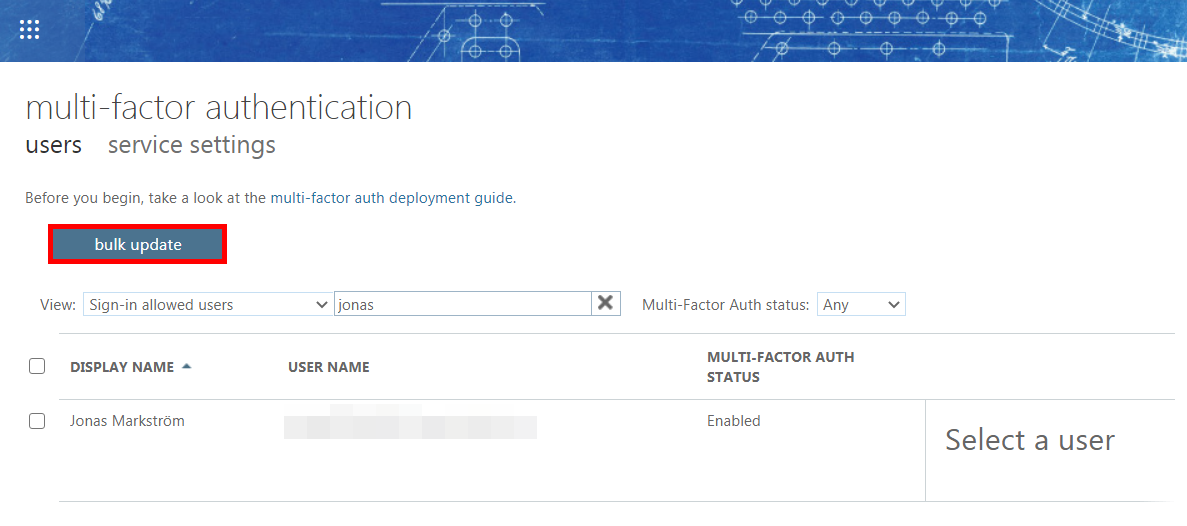 multi-factor authentication
users service settings
Before you begin, take a look at the multi-factor auth deployment guide.
bulk update
View: Sign-in allowed users jonas Multi-Factor Auth status: Any
DISPLAY NAME USER NAME MULTI-FACTOR AUTH STATUS
Jonas Markström Enabled
Select a user